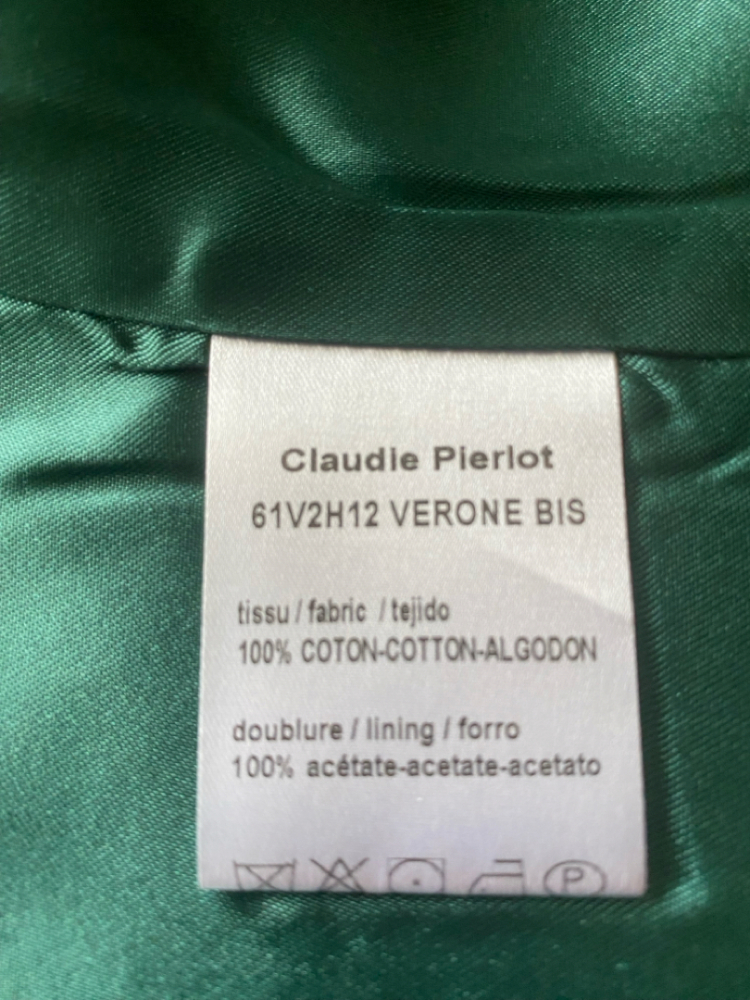 Claudie Pierlot
61V2H12 VERONE BIS
tissu / fabric / tejido
100% COTON-COTTON-ALGODON
doublure / lining / forro
100% acétate-acetate-acetato
P